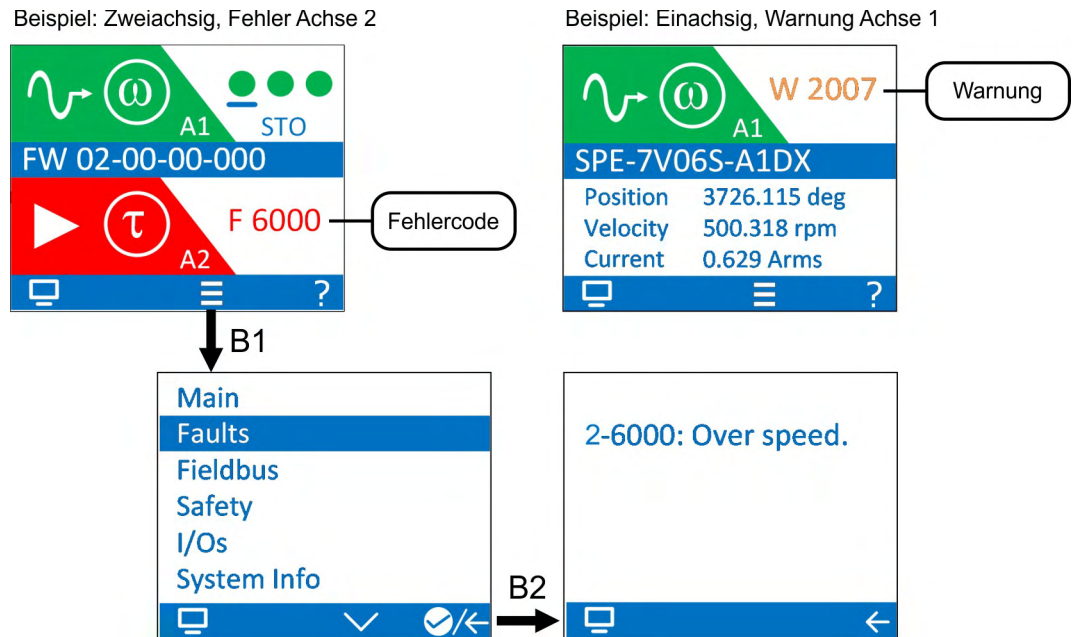 Beispiel: Zweiachsig, Fehler Achse 2
ω
A1
STO
FW 02-00-00-000
τ
A2
F 6000
Fehlercode
?
B1
Beispiel: Einachsig, Warnung Achse 1
ω
A1
W 2007
Warnung
SPE-7V06S-A1DX
Position 3726.115 deg
Velocity 500.318 rpm
Current 0.629 Arms
?
Main
Faults
Fieldbus
Safety
I/Os
System Info
/
B2
2-6000: Over speed.